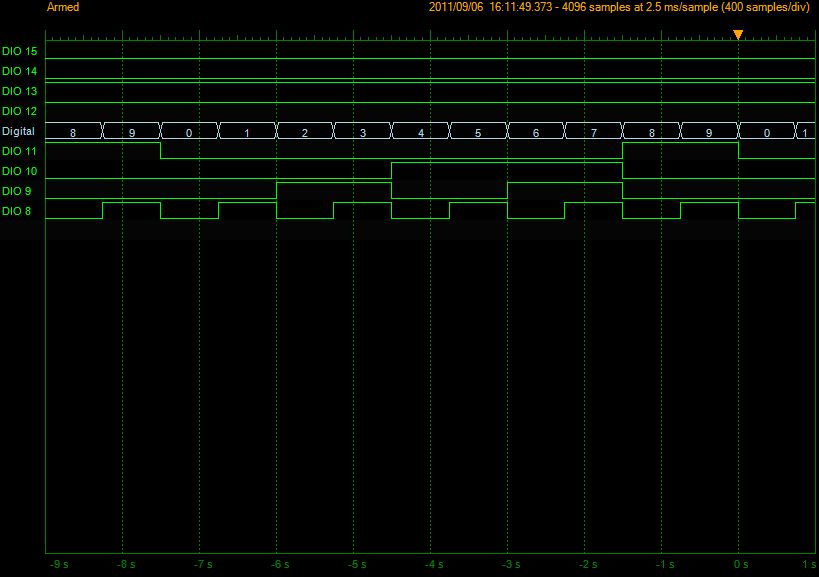 Armed 2011/09/06 16:11:49.373 - 4096 samples at 2.5 ms/sample (400 samples/div)
DIO 15
DIO 14
DIO 13
DIO 12
Digital 8 9 0 1 2 3 4 5 6 7 8 9 0 1
DIO 11
DIO 10
DIO 9
DIO 8
-9 s -8 s -7 s -6 s -5 s -4 s -3 s -2 s -1 s 0 s 1 s